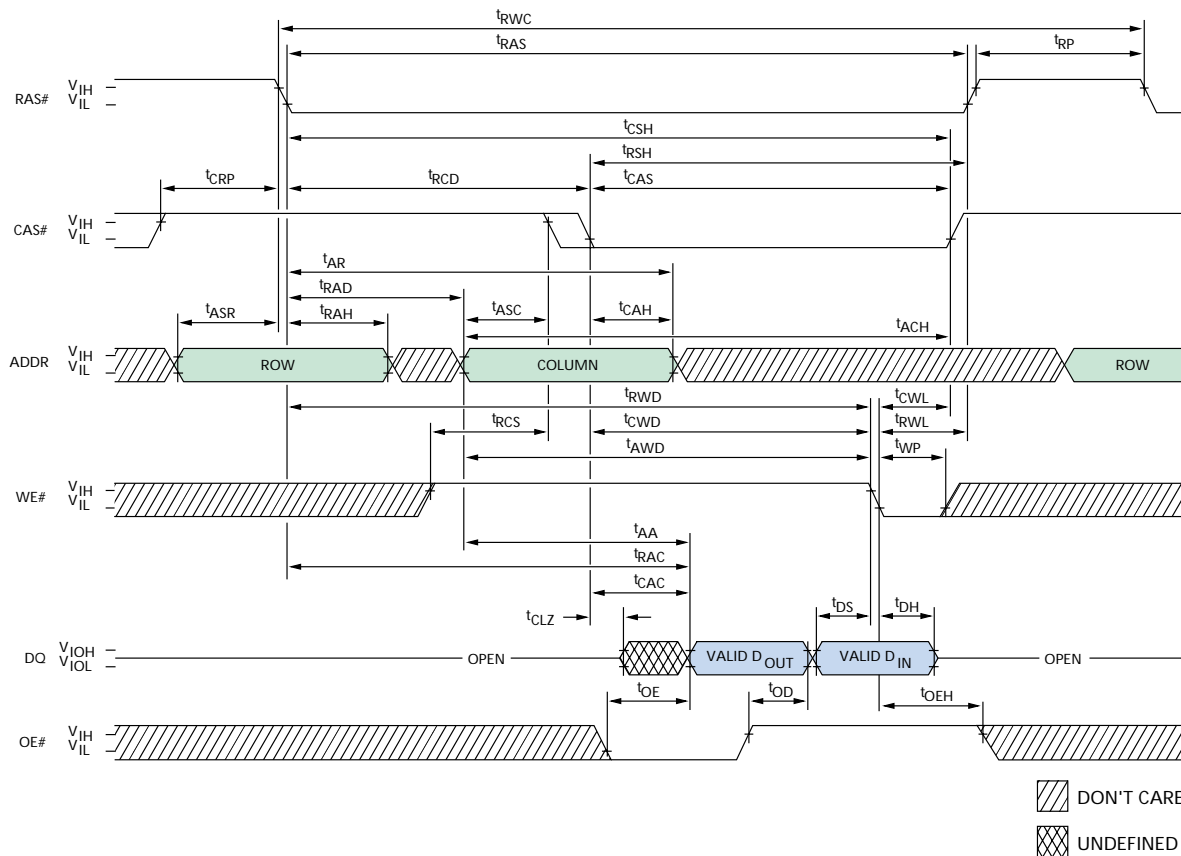 tRWC
tRAS
tRP
RAS#
VIH
VIL
tCSH
tRSH
tCRP
tRCD
tCAS
CAS#
VIH
VIL
tAR
tRAD
tASR
tRAH
tASC
tCAH
tACH
ADDR
VIH
VIL
ROW
COLUMN
ROW
tRWD
tCWL
tRCS
tCWD
tRWL
tAWD
tWP
WE#
VIH
VIL
tAA
tRAC
tCAC
tCLZ
tDS
tDH
DQ
VIOH
VIOL
OPEN
VALID DOUT
VALID DIN
OPEN
tOE
tOD
tOEH
OE#
VIH
VIL
DON'T CARE
UNDEFINED